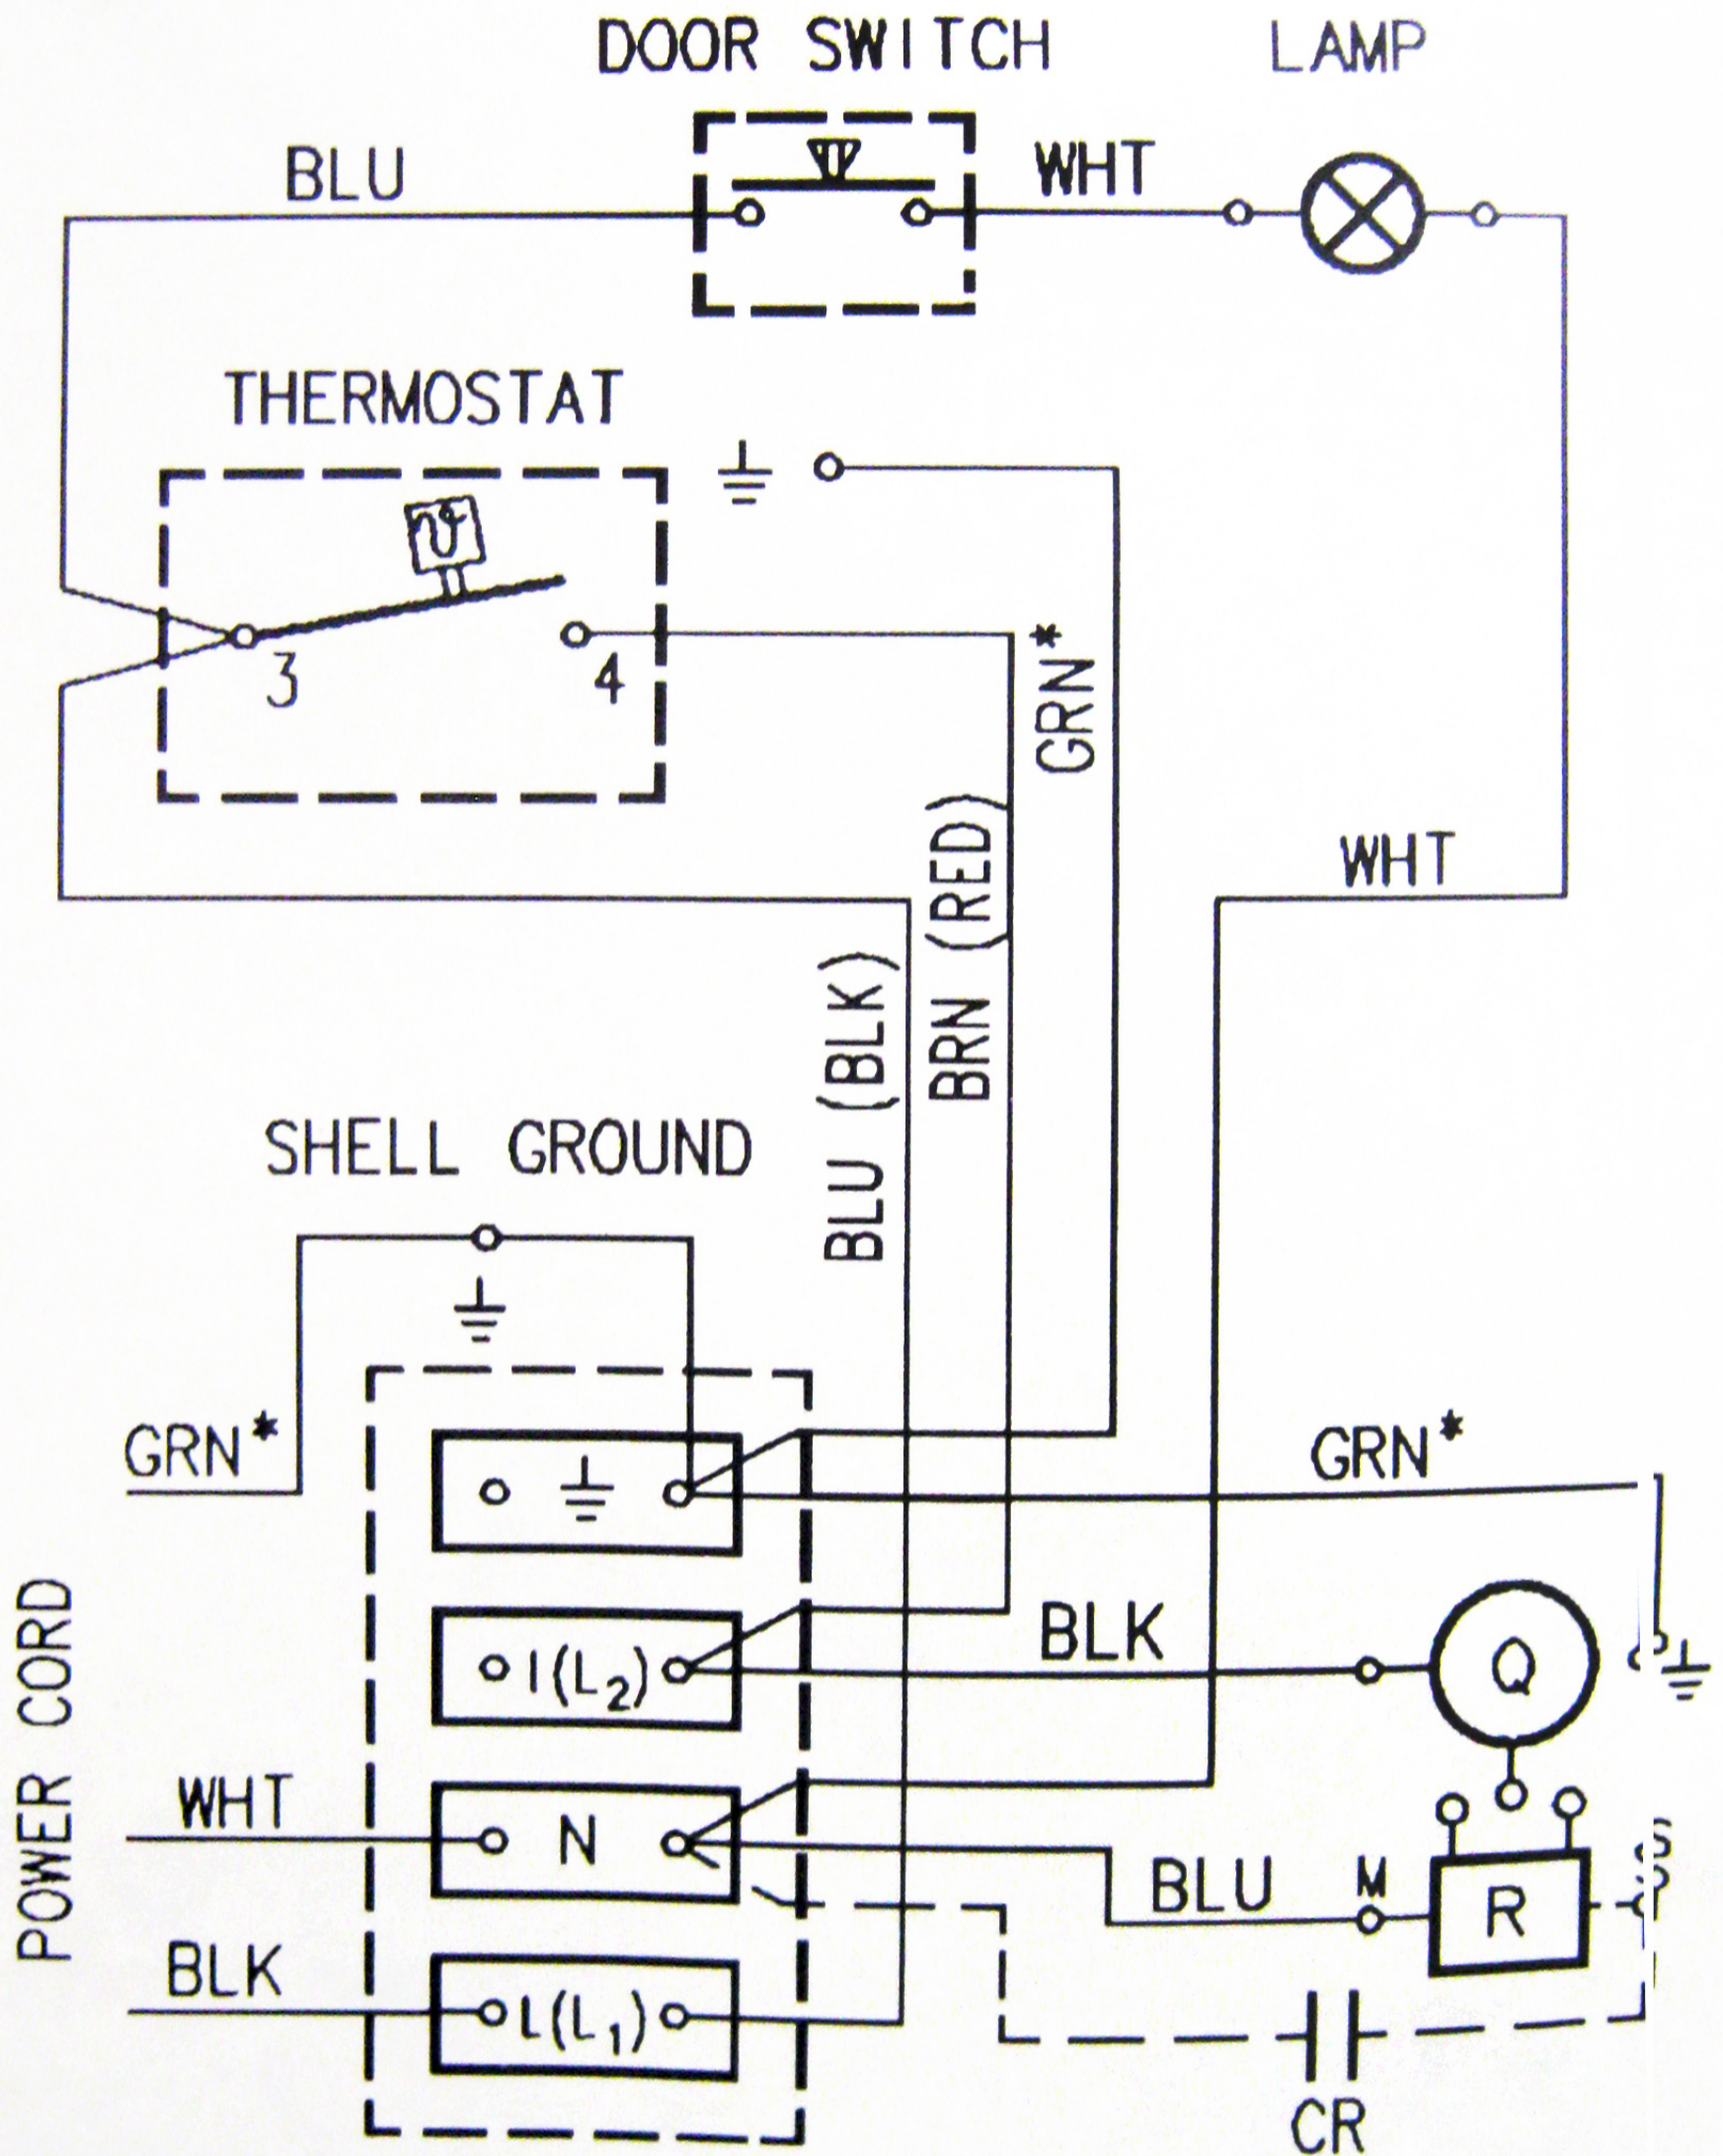 DOOR SWITCH
LAMP
BLU
WHT
THERMOSTAT
3
4
GRN*
BRN (RED)
BLU (BLK)
WHT
SHELL GROUND
GRN*
GRN*
POWER CORD
I(L2)
BLK
Q
WHT
N
BLU
M
R
S
BLK
L(L1)
CR